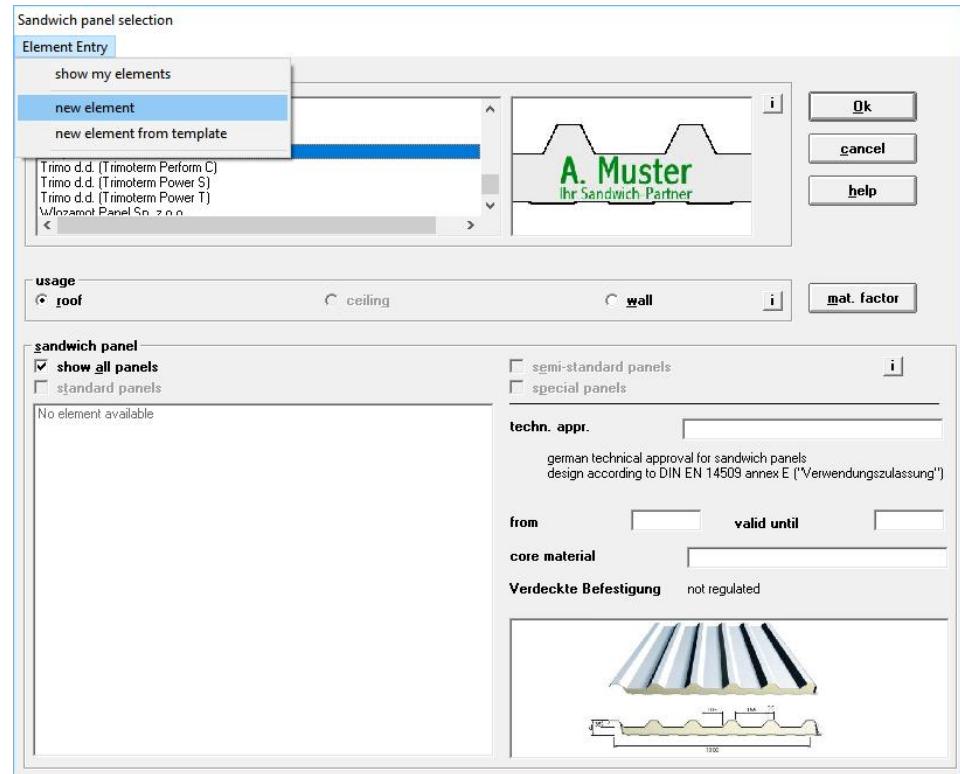 Sandwich panel selection
Element Entry
show my elements
new element
new element from template
Trimo d.d. (Trimoterm Perform C)
Trimo d.d. (Trimoterm Power S)
Trimo d.d. (Trimoterm Power T)
Wlozamot Panel Sp. z o.o.
A. Muster
Ihr Sandwich-Partner
i
Ok
cancel
help
usage
roof
ceiling
wall
i
mat. factor
sandwich panel
show all panels
standard panels
semi-standard panels
special panels
i
No element available
techn. appr.
german technical approval for sandwich panels
design according to DIN EN 14509 annex E ("Verwendungszulassung")
from
valid until
core material
Verdeckte Befestigung
not regulated
1000